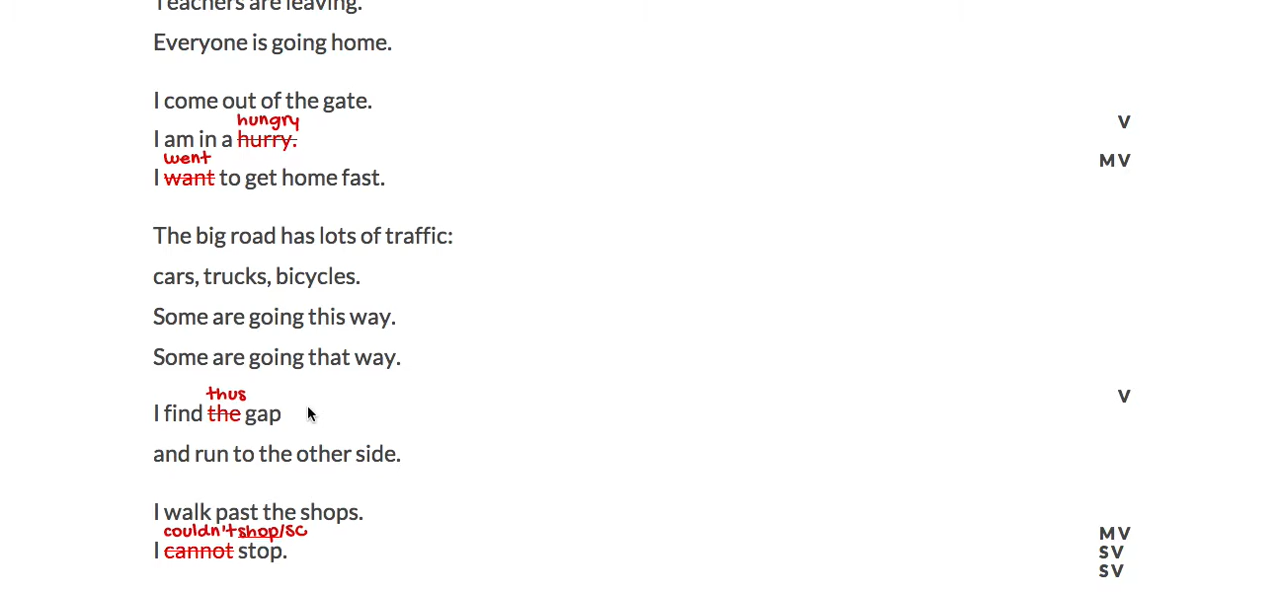 Teachers are leaving.
Everyone is going home.
I come out of the gate.
hungry
V
I am in a hurry.
went
M V
I want to get home fast.
The big road has lots of traffic:
cars, trucks, bicycles.
Some are going this way.
Some are going that way.
thus
V
I find the gap
and run to the other side.
I walk past the shops.
couldn't shop/sc
M V
I cannot stop.
S V
S V